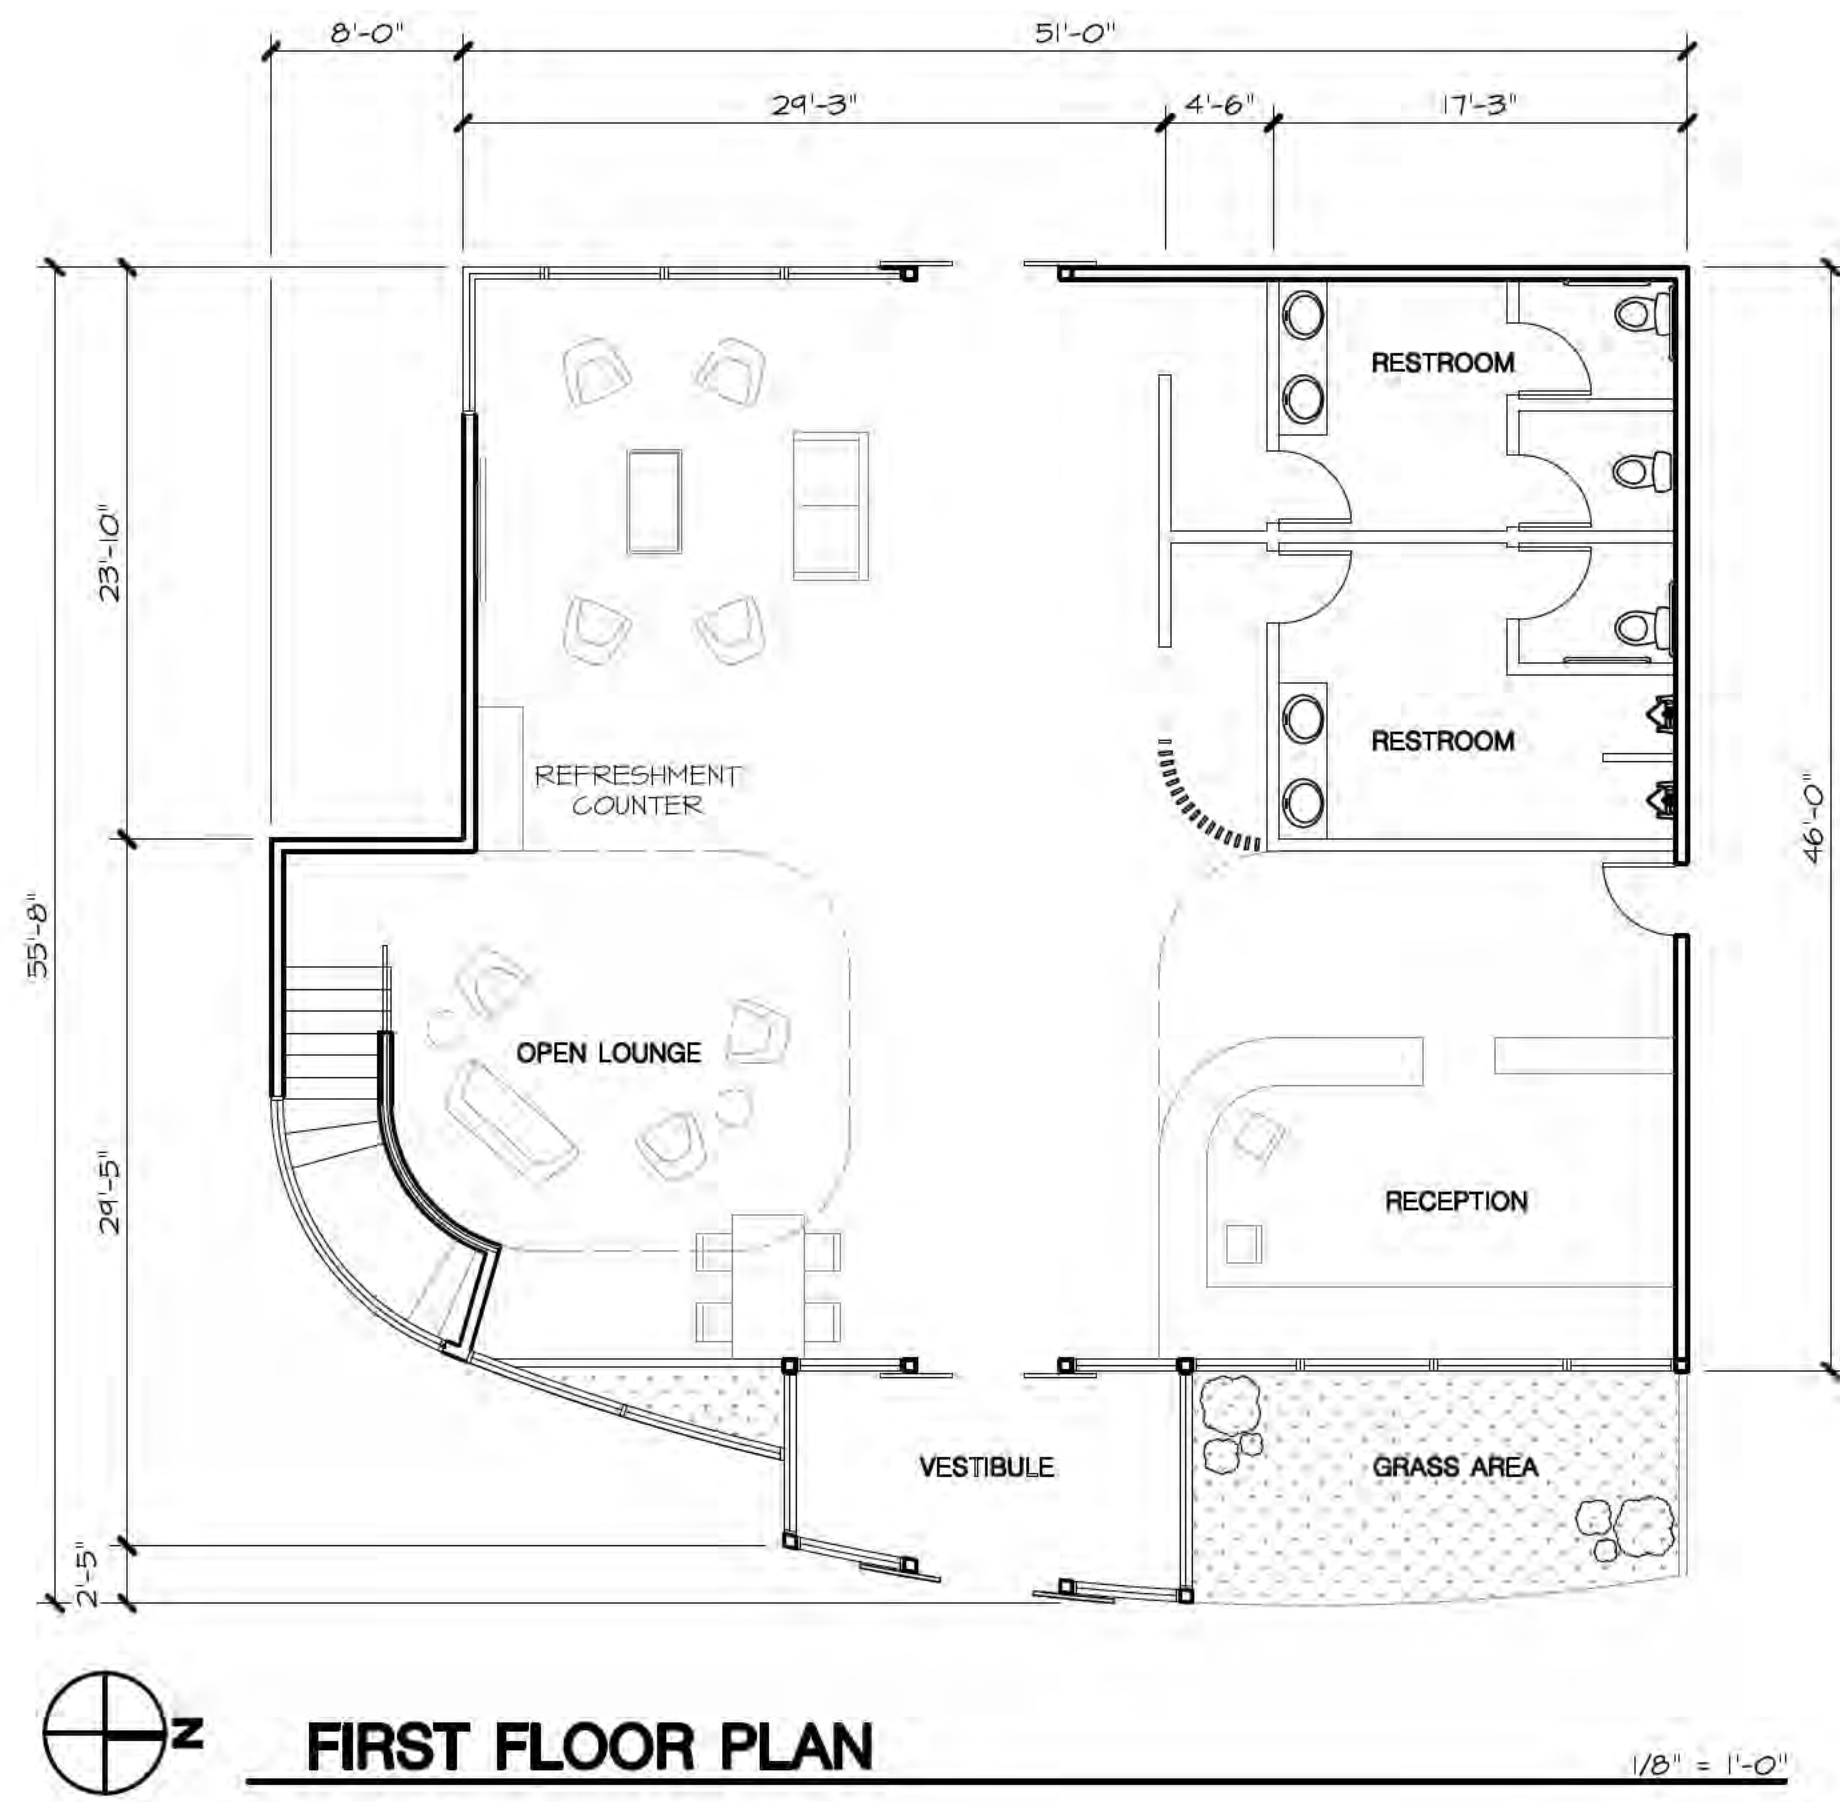 8'-0"
51'-0"
29'-3"
4'-6"
17'-3"
RESTROOM
23'-10"
RESTROOM
REFRESHMENT
COUNTER
46'-0"
55'-8"
OPEN LOUNGE
29'-5"
RECEPTION
VESTIBULE
GRASS AREA
2'-5"
N
FIRST FLOOR PLAN
1/8" = 1'-0"